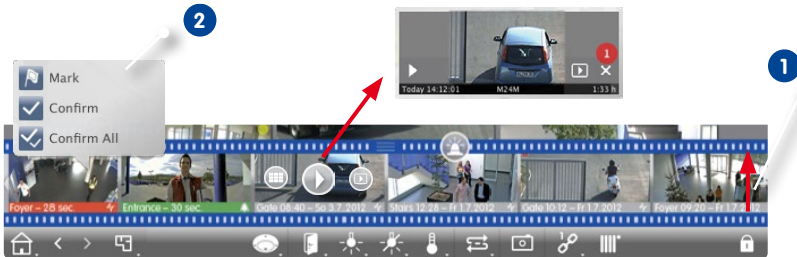 2
1
Mark
Confirm
Confirm All
1
Today 14:12:01 M24M 1:33 h
Foyer – 28 sec.
Entrance – 30 sec.
Gate 08:40 – So 3.7. 2012
Stairs 12:28 – Fr 1.7.2012
Gate 10:12 – Fr 1.7.2012
Foyer 09:20 – Fr 1.7.2012